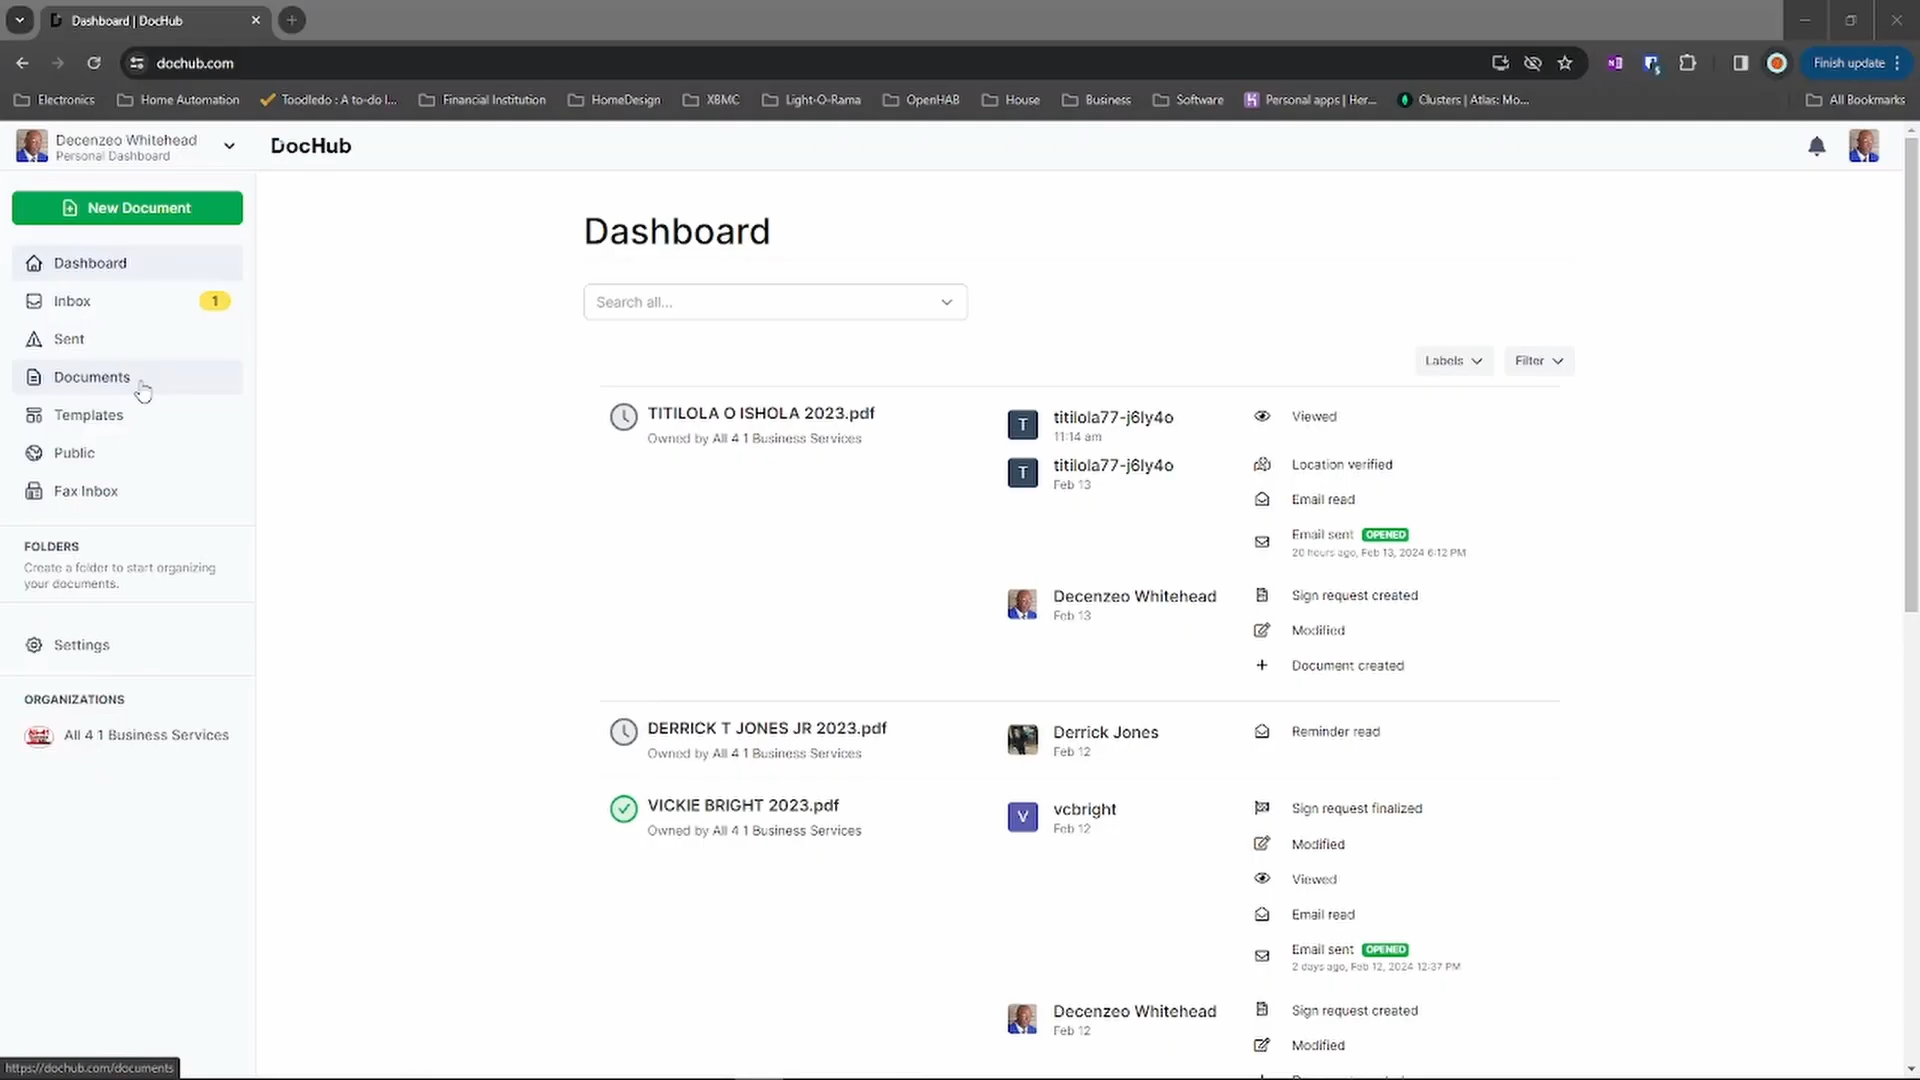 Dashboard | DocHub
dochub.com
Finish update
Electronics
Home Automation
Toodledo : A to-do l...
Financial Institution
HomeDesign
XBMC
Light-O-Rama
OpenHAB
House
Business
Software
Personal apps | Her...
Clusters | Atlas: Mo...
All Bookmarks
Decenzeo Whitehead
Personal Dashboard
DocHub
New Document
Dashboard
Inbox
1
Sent
Documents
Templates
Public
Fax Inbox
FOLDERS
Create a folder to start organizing
your documents.
Settings
ORGANIZATIONS
All 4 1 Business Services
https://dochub.com/documents
Dashboard
Search all...
Labels
Filter
TITILOLA O ISHOLA 2023.pdf
Owned by All 4 1 Business Services
T
titilola77-j6ly4o
11:14 am
Viewed
T
titilola77-j6ly4o
Feb 13
Location verified
Email read
Email sent OPENED
20 hours ago, Feb 13, 2024 6:12 PM
Decenzeo Whitehead
Feb 13
Sign request created
Modified
Document created
DERRICK T JONES JR 2023.pdf
Owned by All 4 1 Business Services
Derrick Jones
Feb 12
Reminder read
VICKIE BRIGHT 2023.pdf
Owned by All 4 1 Business Services
V
vcbright
Feb 12
Sign request finalized
Modified
Viewed
Email read
Email sent OPENED
2 days ago, Feb 12, 2024 12:37 PM
Decenzeo Whitehead
Feb 12
Sign request created
Modified